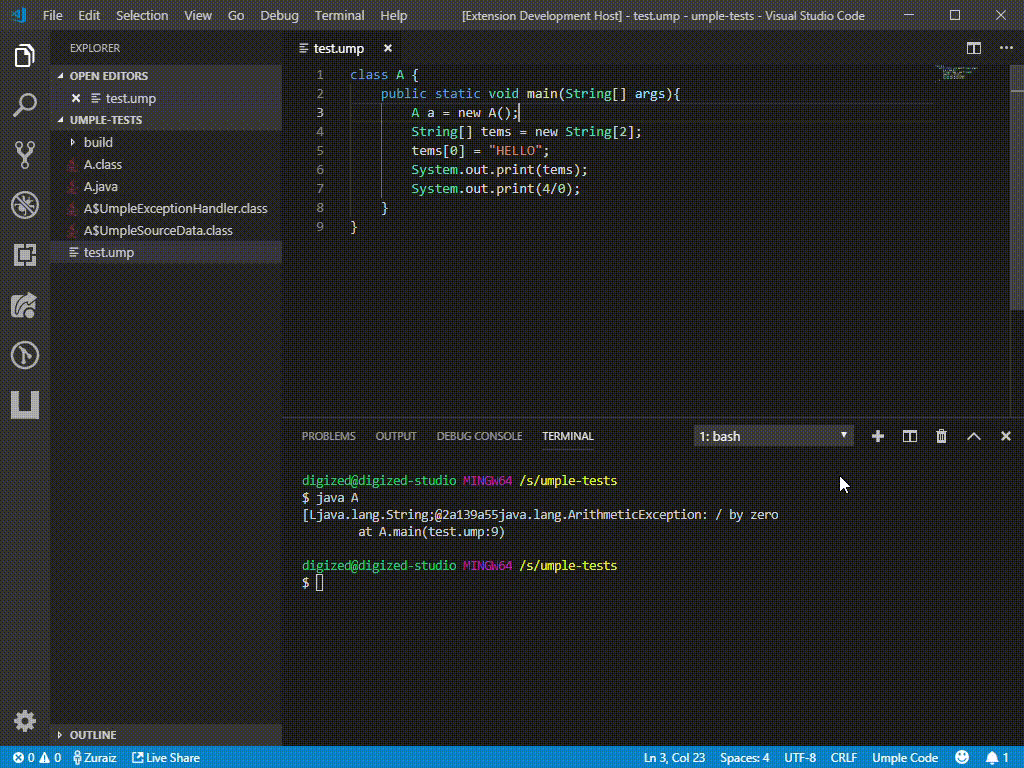 File Edit Selection View Go Debug Terminal Help [Extension Development Host] - test.ump - umple-tests - Visual Studio Code
EXPLORER
OPEN EDITORS
test.ump
UMPLE-TESTS
build
A.class
A.java
A$UmpleExceptionHandler.class
A$UmpleSourceData.class
test.ump
OUTLINE
test.ump
1 class A {
2 public static void main(String[] args){
3 A a = new A();
4 String[] tems = new String[2];
5 tems[0] = "HELLO";
6 System.out.print(tems);
7 System.out.print(4/0);
8 }
9 }
PROBLEMS OUTPUT DEBUG CONSOLE TERMINAL 1: bash
digized@digized-studio MINGW64 /s/umple-tests
$ java A
[Ljava.lang.String;@2a139a55java.lang.ArithmeticException: / by zero
at A.main(test.ump:9)
digized@digized-studio MINGW64 /s/umple-tests
$
0 0 Zuraiz Live Share Ln 3, Col 23 Spaces: 4 UTF-8 CRLF Umple Code 1